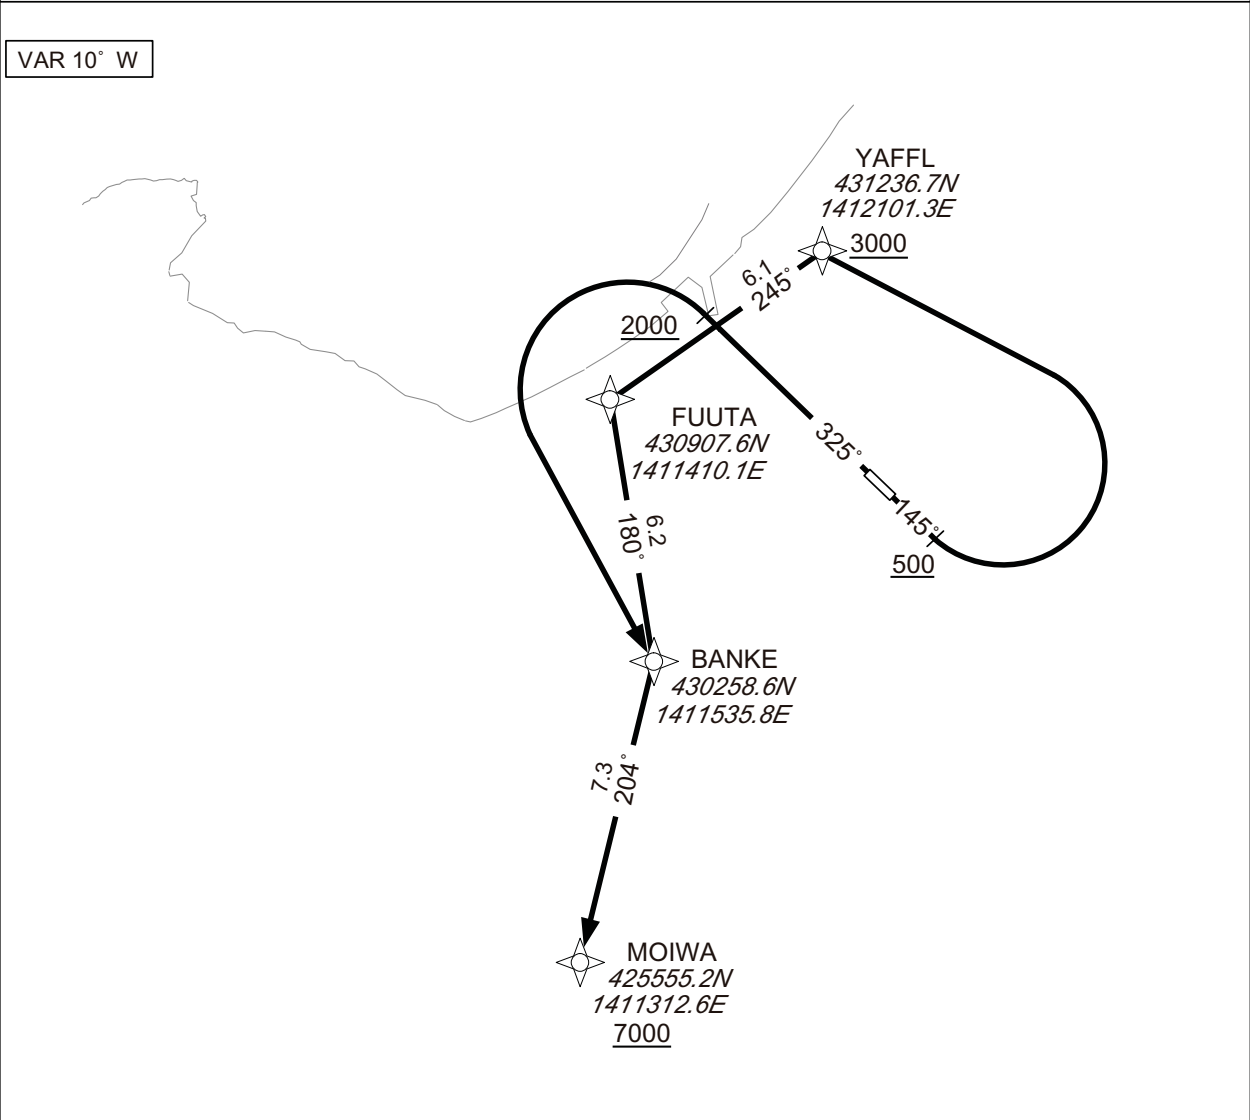 VAR 10° W
YAFFL
431236.7N
1412101.3E
3000
6.1
245°
2000
FUUTA
430907.6N
1411410.1E
325°
145°
500
6.2
180°
BANKE
430258.6N
1411535.8E
7.3
204°
MOIWA
425555.2N
1411312.6E
7000